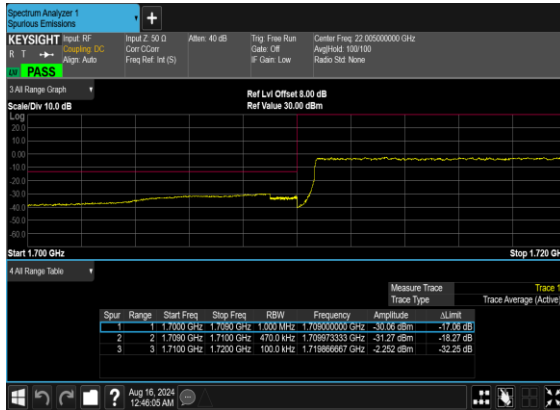 Spectrum Analyzer 1
Spurious Emissions
KEYSIGHT Input: RF Input Z: 50 Ω Atten: 40 dB Trig: Free Run Center Freq: 22.005000000 GHz
R T Coupling: DC Corr CCorr Gate: Off Avg|Hold: 100/100
Align: Auto Freq Ref: Int (S) IF Gain: Low Radio Std: None
LV PASS
3 All Range Graph
Ref Lvl Offset 8.00 dB
Scale/Div 10.0 dB Ref Value 30.00 dBm
Log
20.0
10.0
0.00
-10.0
-20.0
-30.0
-40.0
-50.0
-60.0
Start 1.700 GHz Stop 1.720 GH
4 All Range Table
Measure Trace Trace 1
Trace Type Trace Average (Active)
Spur Range Start Freq Stop Freq RBW Frequency Amplitude ΔLimit
1 1 1.7000 GHz 1.7090 GHz 1.000 MHz 1.709000000 GHz -30.06 dBm -17.06 dB
2 2 1.7090 GHz 1.7100 GHz 470.0 kHz 1.709973333 GHz -31.27 dBm -18.27 dB
3 3 1.7100 GHz 1.7200 GHz 100.0 kHz 1.719866667 GHz -2.252 dBm -32.25 dB
? Aug 16, 2024
12:46:05 AM